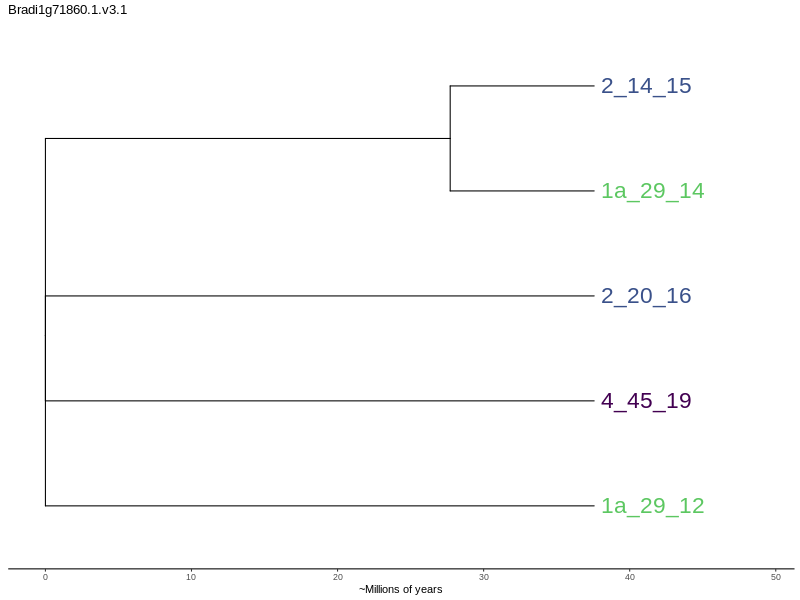 Bradi1g71860.1.v3.1
2_14_15
1a_29_14
2_20_16
4_45_19
1a_29_12
0 10 20 30 40 50
~Millions of years